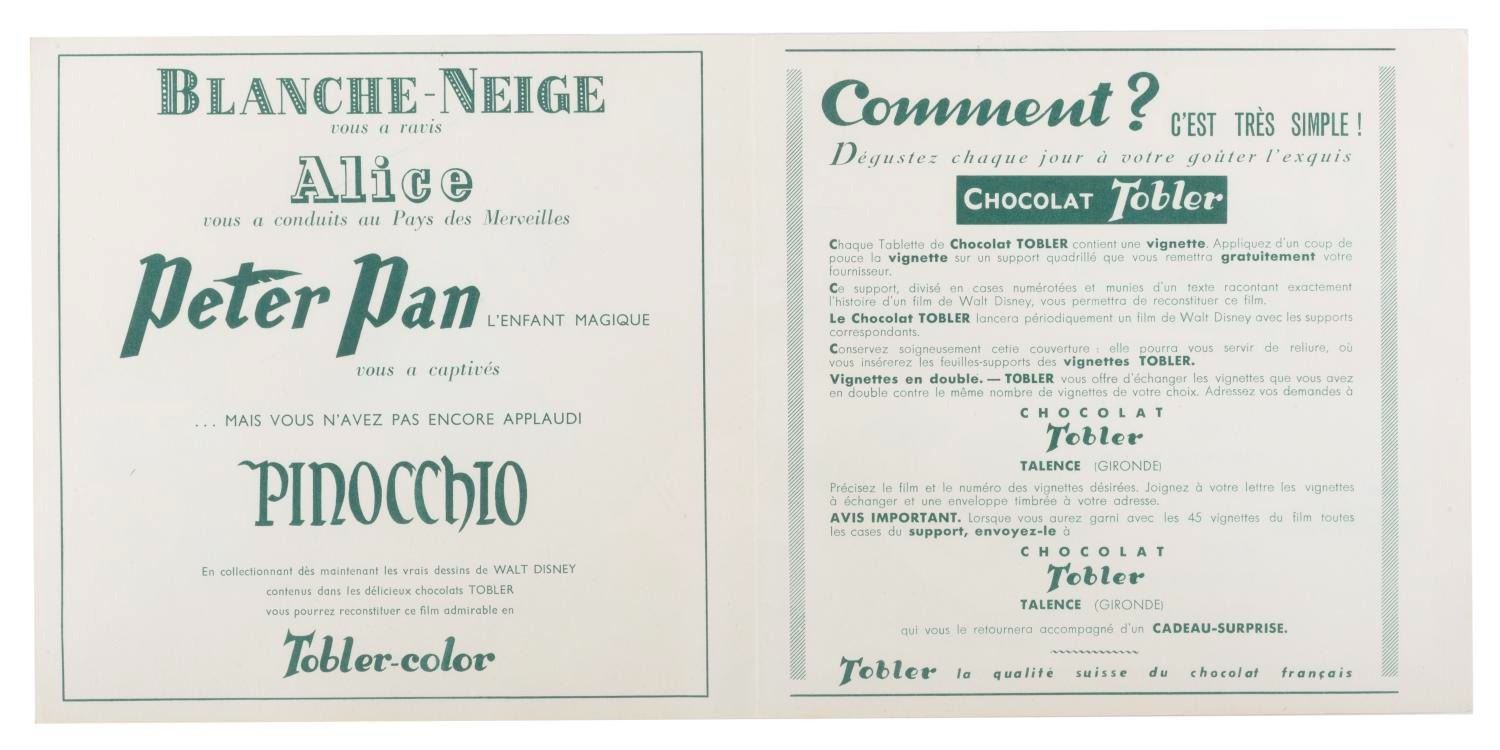 BLANCHE-NEIGE
vous a ravis
Alice
vous a conduits au Pays des Merveilles
Peter Pan L'ENFANT MAGIQUE
vous a captivés
... MAIS VOUS N'AVEZ PAS ENCORE APPLAUDI
PINOCCHIO
En collectionnant dès maintenant les vrais dessins de WALT DISNEY
contenus dans les délicieux chocolats TOBLER
vous pourrez reconstituer ce film admirable en
Tobler-color
Comment ? C'EST TRÈS SIMPLE !
Dégustez chaque jour à votre goûter l'exquis
CHOCOLAT Tobler
Chaque Tablette de Chocolat TOBLER contient une vignette. Appliquez d'un coup de
pouce la vignette sur un support quadrillé que vous remettra gratuitement votre
fournisseur.
Ce support, divisé en cases numérotées et munies d'un texte racontant exactement
l'histoire d'un film de Walt Disney, vous permettra de reconstituer ce film.
Le Chocolat TOBLER lancera périodiquement un film de Walt Disney avec les supports
correspondants.
Conservez soigneusement cette couverture : elle pourra vous servir de reliure, où
vous insérerez les feuilles-supports des vignettes TOBLER.
Vignettes en double. — TOBLER vous offre d'échanger les vignettes que vous avez
en double contre le même nombre de vignettes de votre choix. Adressez vos demandes à
CHOCOLAT
Tobler
TALENCE (GIRONDE)
Précisez le film et le numéro des vignettes désirées. Joignez à votre lettre les vignettes
à échanger et une enveloppe timbrée à votre adresse.
AVIS IMPORTANT. Lorsque vous aurez garni avec les 45 vignettes du film toutes
les cases du support, envoyez-le à
CHOCOLAT
Tobler
TALENCE (GIRONDE)
qui vous le retournera accompagné d'un CADEAU-SURPRISE.
Tobler la qualité suisse du chocolat français